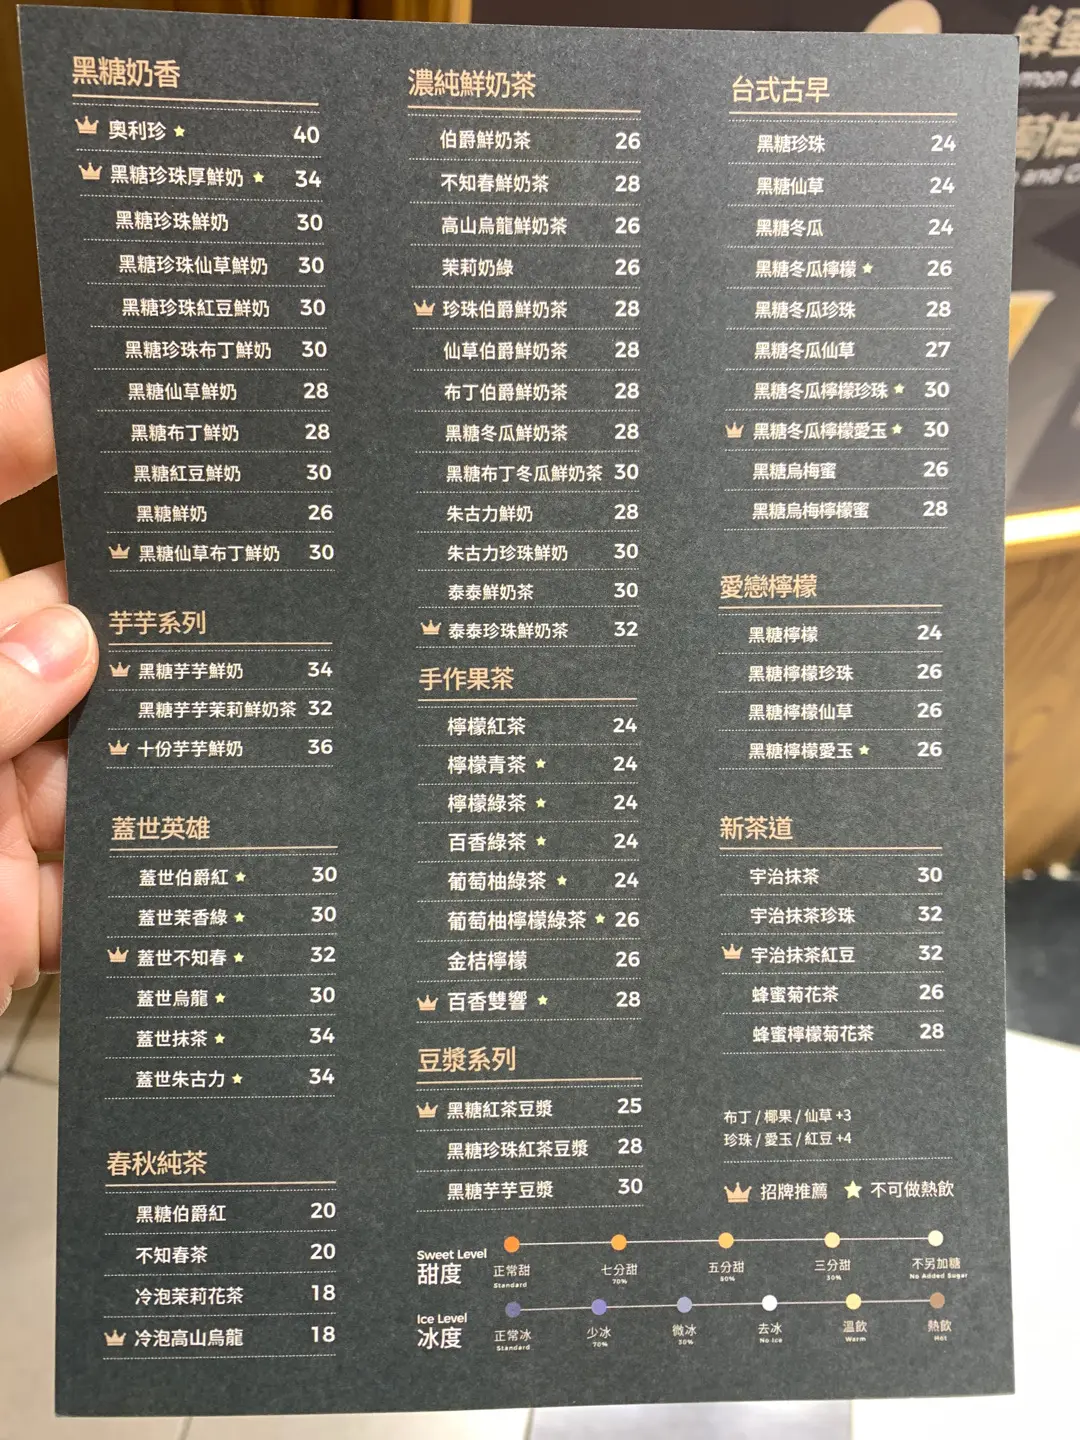 黑糖奶香
奧利珍 40
黑糖珍珠厚鮮奶 34
黑糖珍珠鮮奶 30
黑糖珍珠仙草鮮奶 30
黑糖珍珠紅豆鮮奶 30
黑糖珍珠布丁鮮奶 30
黑糖仙草鮮奶 28
黑糖布丁鮮奶 28
黑糖紅豆鮮奶 30
黑糖鮮奶 26
黑糖仙草布丁鮮奶 30
芋芋系列
黑糖芋芋鮮奶 34
黑糖芋芋茉莉鮮奶茶 32
十份芋芋鮮奶 36
蓋世英雄
蓋世伯爵紅 30
蓋世茉香綠 30
蓋世不知春 32
蓋世烏龍 30
蓋世抹茶 34
蓋世朱古力 34
春秋純茶
黑糖伯爵紅 20
不知春茶 20
冷泡茉莉花茶 18
冷泡高山烏龍 18
濃純鮮奶茶
伯爵鮮奶茶 26
不知春鮮奶茶 28
高山烏龍鮮奶茶 26
茉莉奶綠 26
珍珠伯爵鮮奶茶 28
仙草伯爵鮮奶茶 28
布丁伯爵鮮奶茶 28
黑糖冬瓜鮮奶茶 28
黑糖布丁冬瓜鮮奶茶 30
朱古力鮮奶 28
朱古力珍珠鮮奶 30
泰泰鮮奶茶 30
泰泰珍珠鮮奶茶 32
手作果茶
檸檬紅茶 24
檸檬青茶 24
檸檬綠茶 24
百香綠茶 24
葡萄柚綠茶 24
葡萄柚檸檬綠茶 26
金桔檸檬 26
百香雙響 28
豆漿系列
黑糖紅茶豆漿 25
黑糖珍珠紅茶豆漿 28
黑糖芋芋豆漿 30
台式古早
黑糖珍珠 24
黑糖仙草 24
黑糖冬瓜 24
黑糖冬瓜檸檬 26
黑糖冬瓜珍珠 28
黑糖冬瓜仙草 27
黑糖冬瓜檸檬珍珠 30
黑糖冬瓜檸檬愛玉 30
黑糖烏梅蜜 26
黑糖烏梅檸檬蜜 28
愛戀檸檬
黑糖檸檬 24
黑糖檸檬珍珠 26
黑糖檸檬仙草 26
黑糖檸檬愛玉 26
新茶道
宇治抹茶 30
宇治抹茶珍珠 32
宇治抹茶紅豆 32
蜂蜜菊花茶 26
蜂蜜檸檬菊花茶 28
布丁 / 椰果 / 仙草 +3
珍珠 / 愛玉 / 紅豆 +4
招牌推薦 不可做熱飲
Sweet Level
甜度
正常甜 七分甜 五分甜 三分甜 不另加糖
Standard 70% 50% 30% No Added Sugar
Ice Level
冰度
正常冰 少冰 微冰 去冰 溫飲 熱飲
Standard 70% 30% No Ice Warm Hot